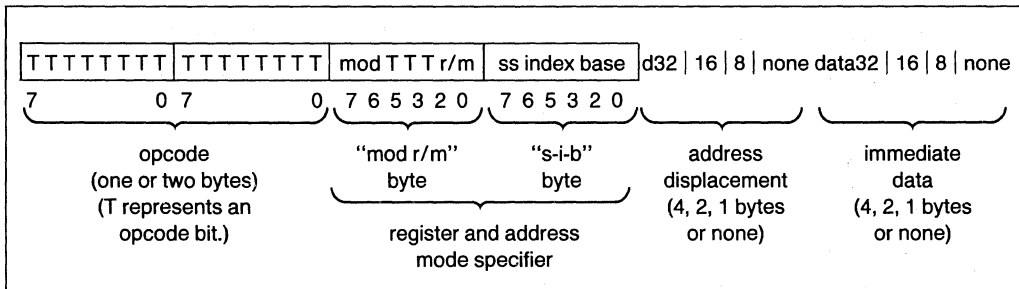 TTTTTTTT TTTTTTTT mod TTT r/m ss index base d32 | 16 | 8 | none data32 | 16 | 8 | none
7 0 7 0 7 6 5 3 2 0 7 6 5 3 2 0
opcode
(one or two bytes)
(T represents an
opcode bit.)
“mod r/m”
byte
“s-i-b”
byte
register and address
mode specifier
address
displacement
(4, 2, 1 bytes
or none)
immediate
data
(4, 2, 1 bytes
or none)